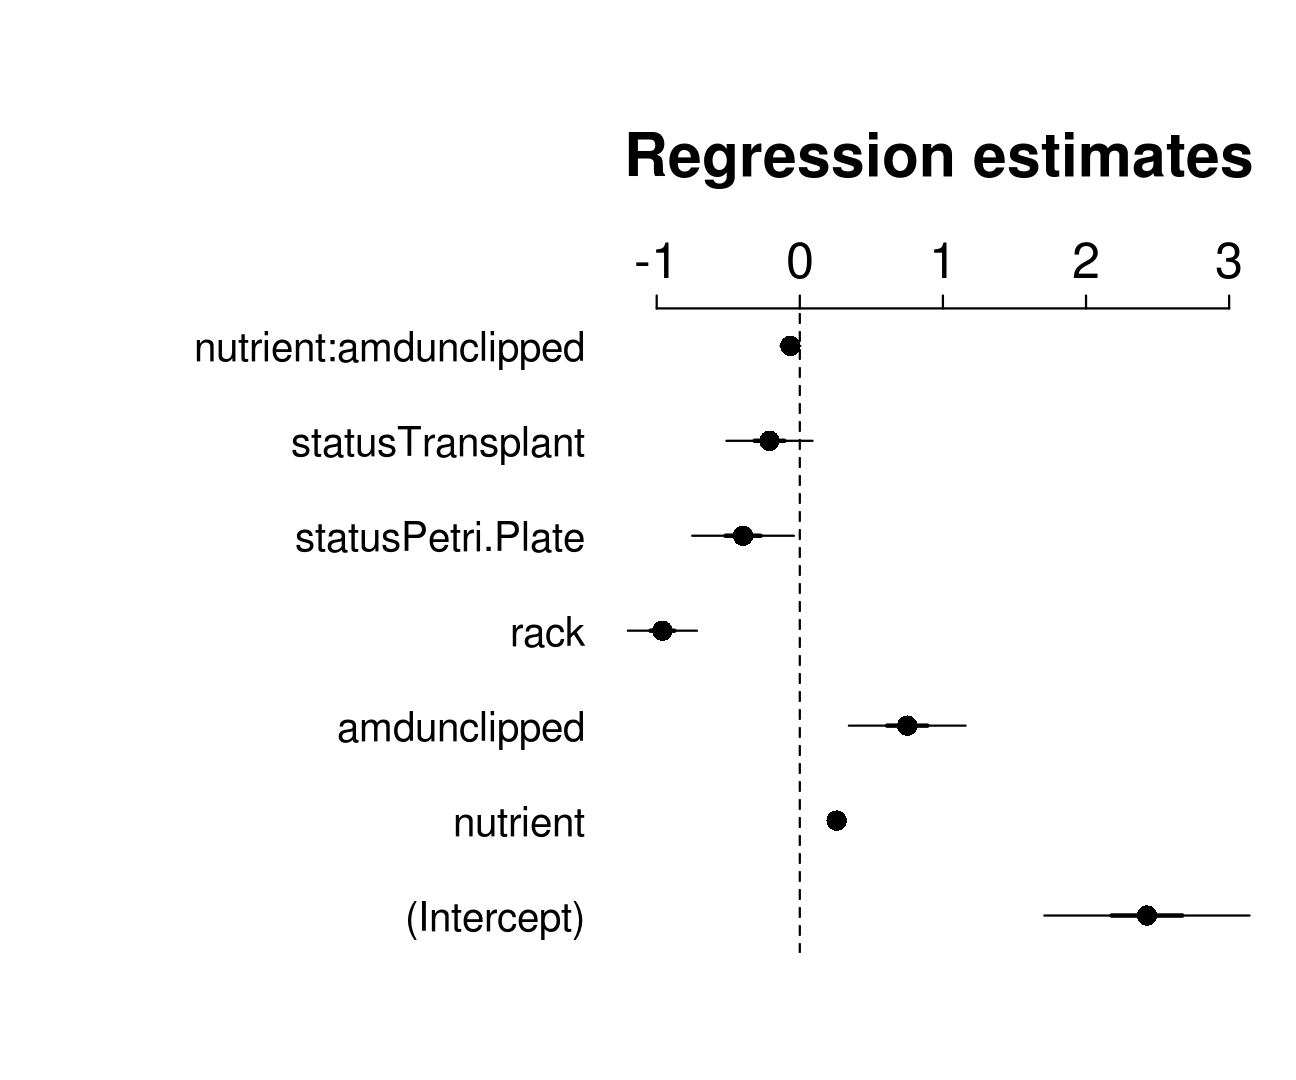 Regression estimates
-1 0 1 2 3
nutrient:amdunclipped
statusTransplant
statusPetri.Plate
rack
amdunclipped
nutrient
(Intercept)